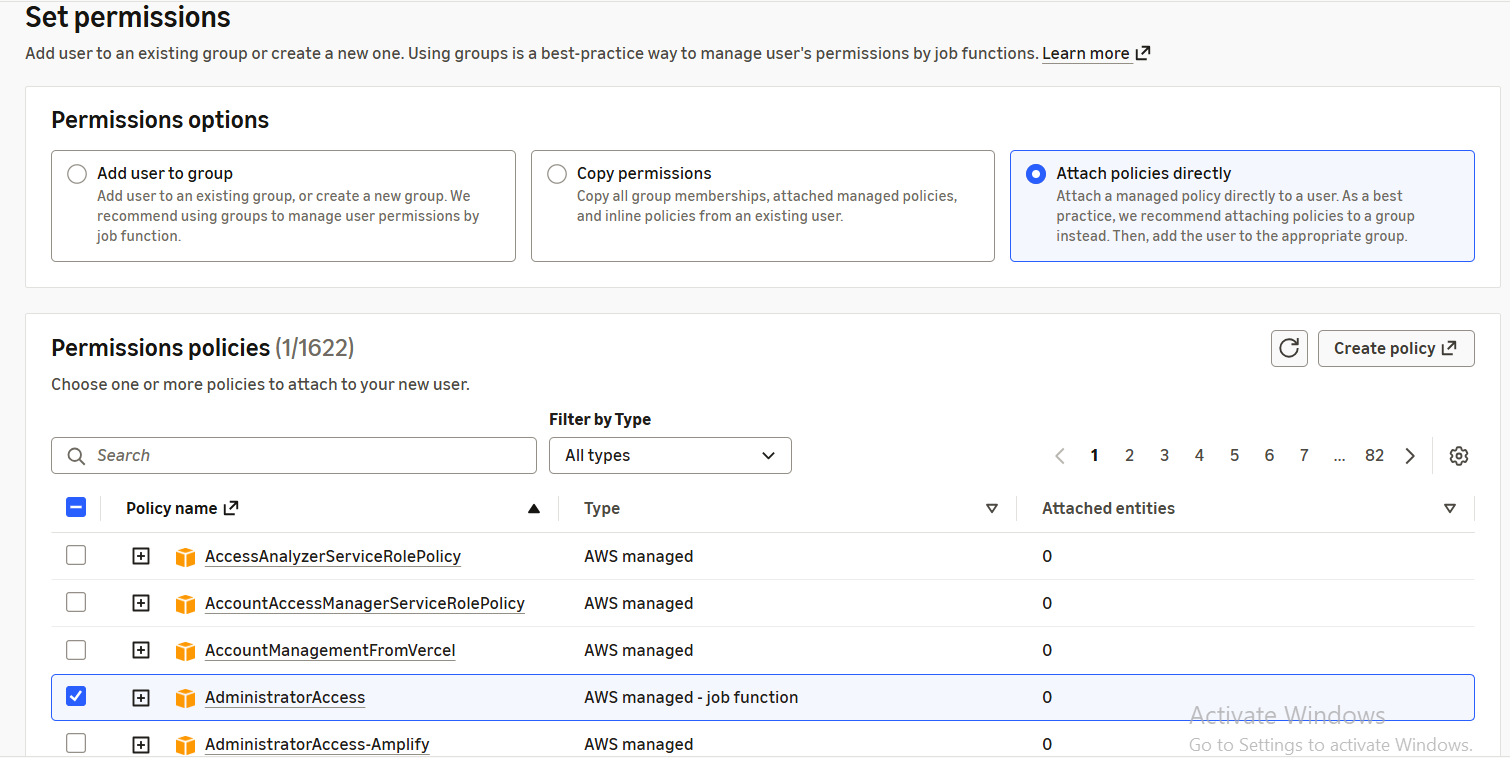 Set permissions
Add user to an existing group or create a new one. Using groups is a best-practice way to manage user's permissions by job functions. Learn more
Permissions options
Add user to group
Add user to an existing group, or create a new group. We
recommend using groups to manage user permissions by
job function.
Copy permissions
Copy all group memberships, attached managed policies,
and inline policies from an existing user.
Attach policies directly
Attach a managed policy directly to a user. As a best
practice, we recommend attaching policies to a group
instead. Then, add the user to the appropriate group.
Permissions policies (1/1622)
Create policy
Choose one or more policies to attach to your new user.
Filter by Type
Search
All types
1 2 3 4 5 6 7 ... 82
Policy name Type Attached entities
AccessAnalyzerServiceRolePolicy AWS managed 0
AccountAccessManagerServiceRolePolicy AWS managed 0
AccountManagementFromVercel AWS managed 0
AdministratorAccess AWS managed - job function 0
AdministratorAccess-Amplify AWS managed 0
Activate Windows
Go to Settings to activate Windows.